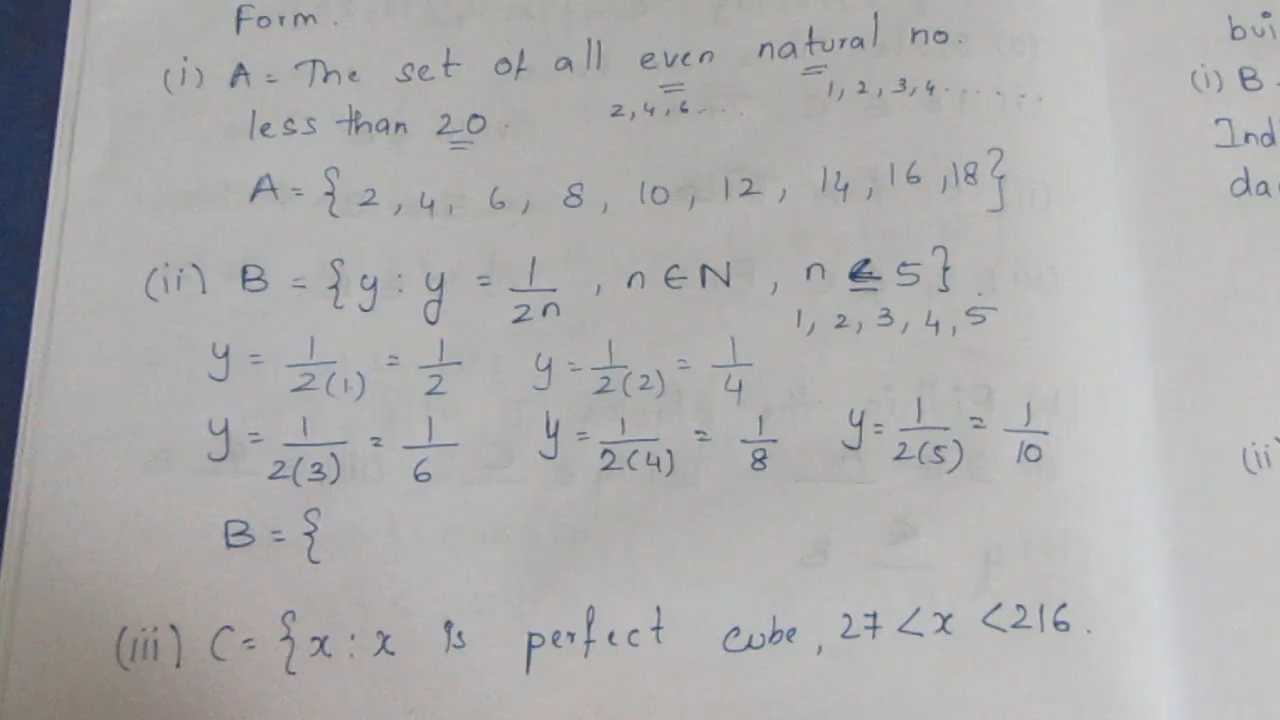 Form.
(i) A = The set of all even natural no.
1, 2, 3, 4......
2, 4, 6....
less than 20.
A = {2, 4, 6, 8, 10, 12, 14, 16, 18}
(ii) B = {y : y = 1/2n , n ∈ N , n ≤ 5}.
1, 2, 3, 4, 5
y = 1/2(1) = 1/2 y = 1/2(2) = 1/4
y = 1/2(3) = 1/6 y = 1/2(4) = 1/8 y = 1/2(5) = 1/10
B = {
(iii) C = {x : x is perfect cube, 27 < x < 216.
bui
(i) B
Ind
da
(ii)